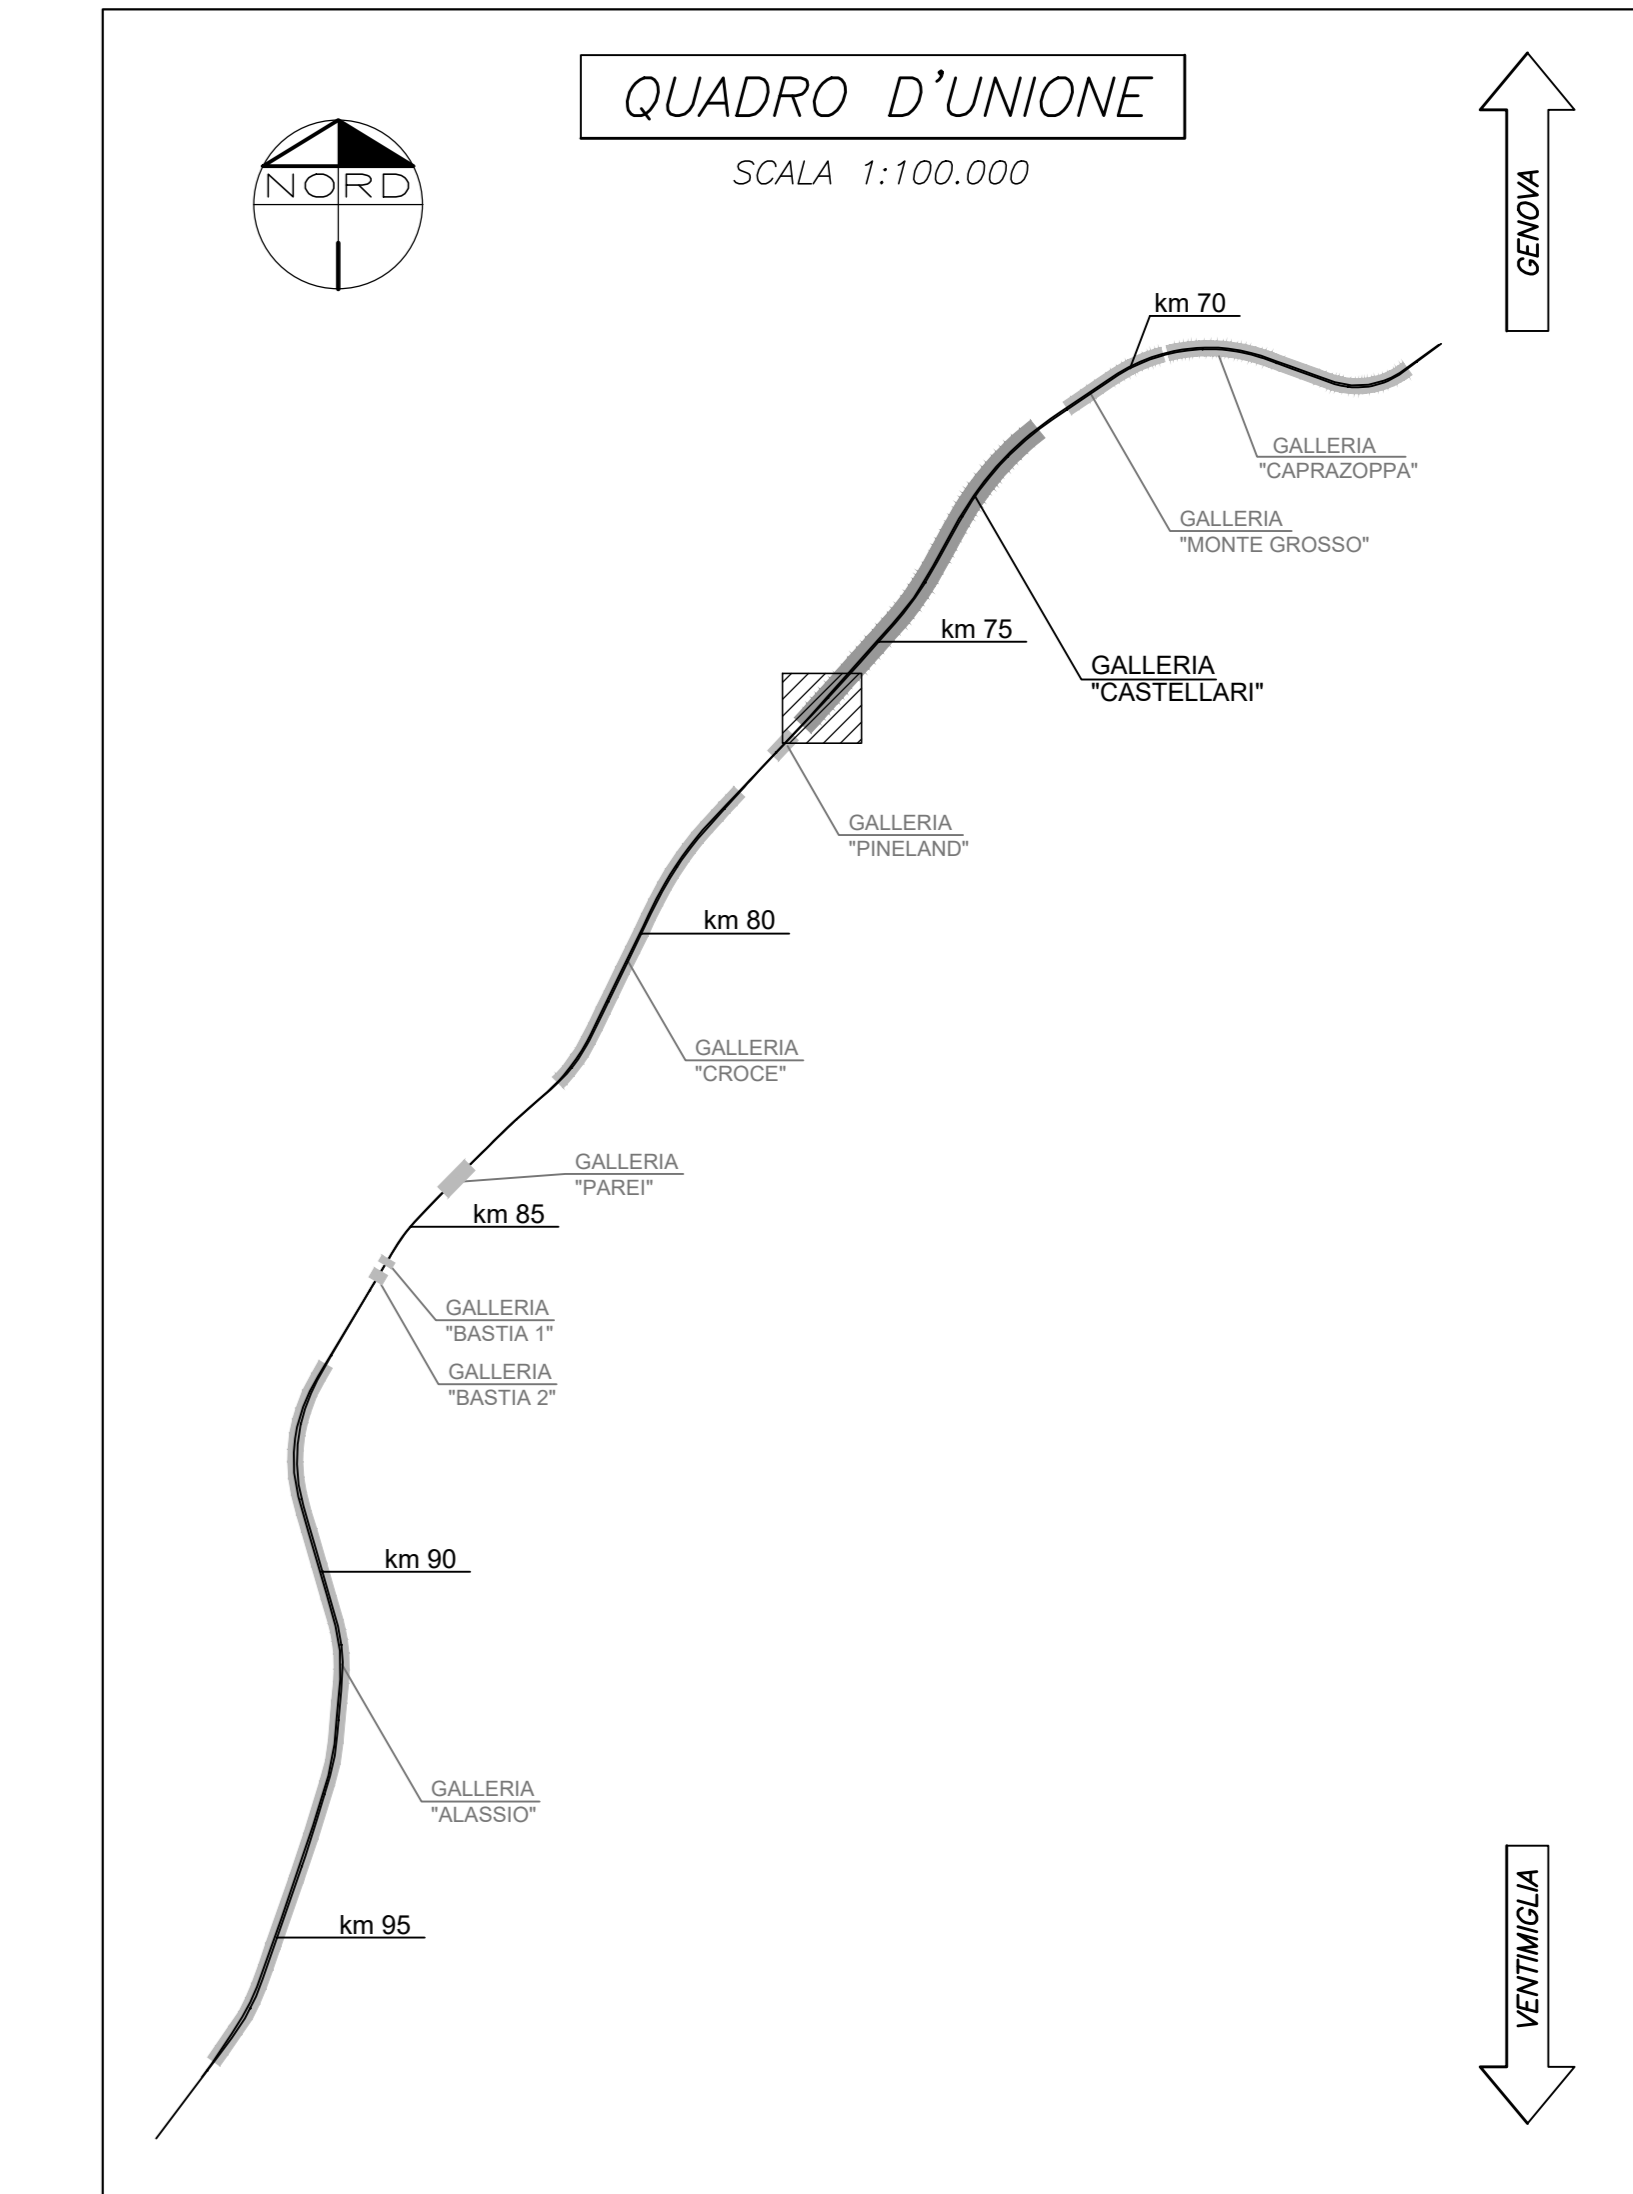 QUADRO D'UNIONE
SCALA 1:100.000
NORD
GENOVA
km 70
GALLERIA
"CAPRAZOPPA"
GALLERIA
"MONTE GROSSO"
km 75
GALLERIA
"CASTELLARI"
GALLERIA
"PINELAND"
km 80
GALLERIA
"CROCE"
GALLERIA
"PAREI"
km 85
GALLERIA
"BASTIA 1"
GALLERIA
"BASTIA 2"
km 90
GALLERIA
"ALASSIO"
km 95
VENTIMIGLIA